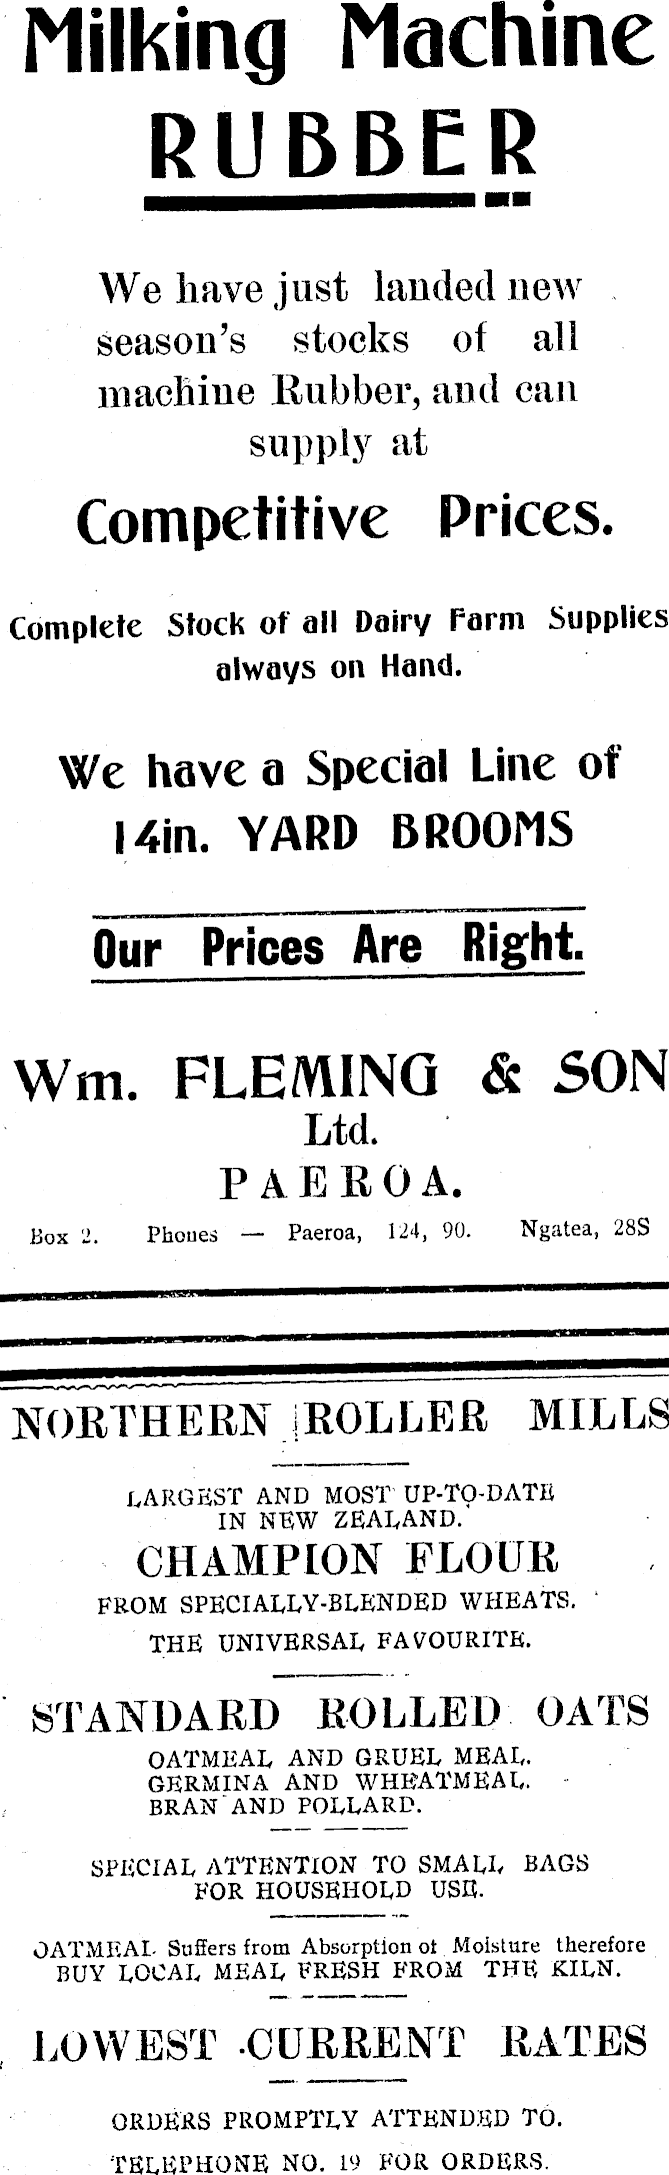 Milking Machine
RUBBER
We have just landed new
season's stocks of all
machine Rubber, and can
supply at
Competitive Prices.
Complete Stock of all Dairy Farm Supplies
always on Hand.
We have a Special Line of
14in. YARD BROOMS
Our Prices Are Right.
Wm. FLEMING & SON
Ltd.
PAEROA.
Box 2. Phones — Paeroa, 124, 90. Ngatea, 28S
NORTHERN ROLLER MILLS
LARGEST AND MOST UP-TO-DATE
IN NEW ZEALAND.
CHAMPION FLOUR
FROM SPECIALLY-BLENDED WHEATS.
THE UNIVERSAL FAVOURITE.
STANDARD ROLLED OATS
OATMEAL AND GRUEL MEAL.
GERMINA AND WHEATMEAL.
BRAN AND POLLARD.
SPECIAL ATTENTION TO SMALL BAGS
FOR HOUSEHOLD USE.
OATMEAL Suffers from Absorption of Moisture therefore
BUY LOCAL MEAL FRESH FROM THE KILN.
LOWEST CURRENT RATES
ORDERS PROMPTLY ATTENDED TO.
TELEPHONE NO. 19 FOR ORDERS.